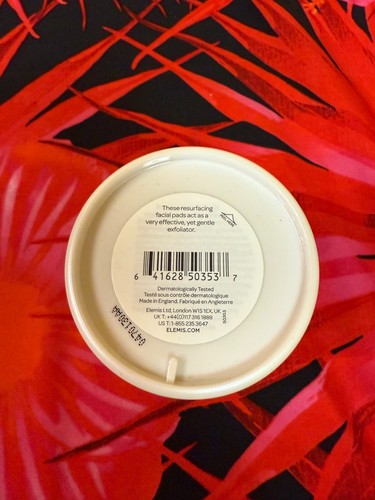 These resurfacing
facial pads act as a
very effective, yet gentle
exfoliator.
6 41628 50353 7
Dermatologically Tested
Testé sous contrôle dermatologique
Made in England. Fabriqué en Angleterre
Elemis Ltd, London W1S 1EX, UK
UK T: +44(0)117 316 1888
US T: 1-855 235 3647
ELEMIS.COM